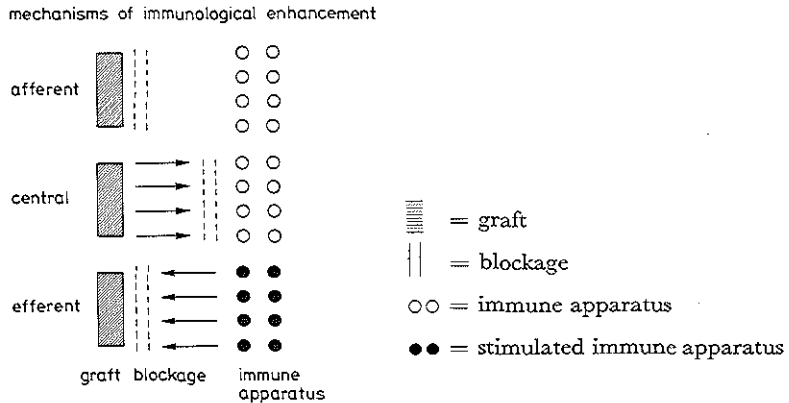 mechanisms of immunological enhancement
afferent
central
efferent
graft blockage immune
apparatus
= graft
= blockage
= immune apparatus
= stimulated immune apparatus